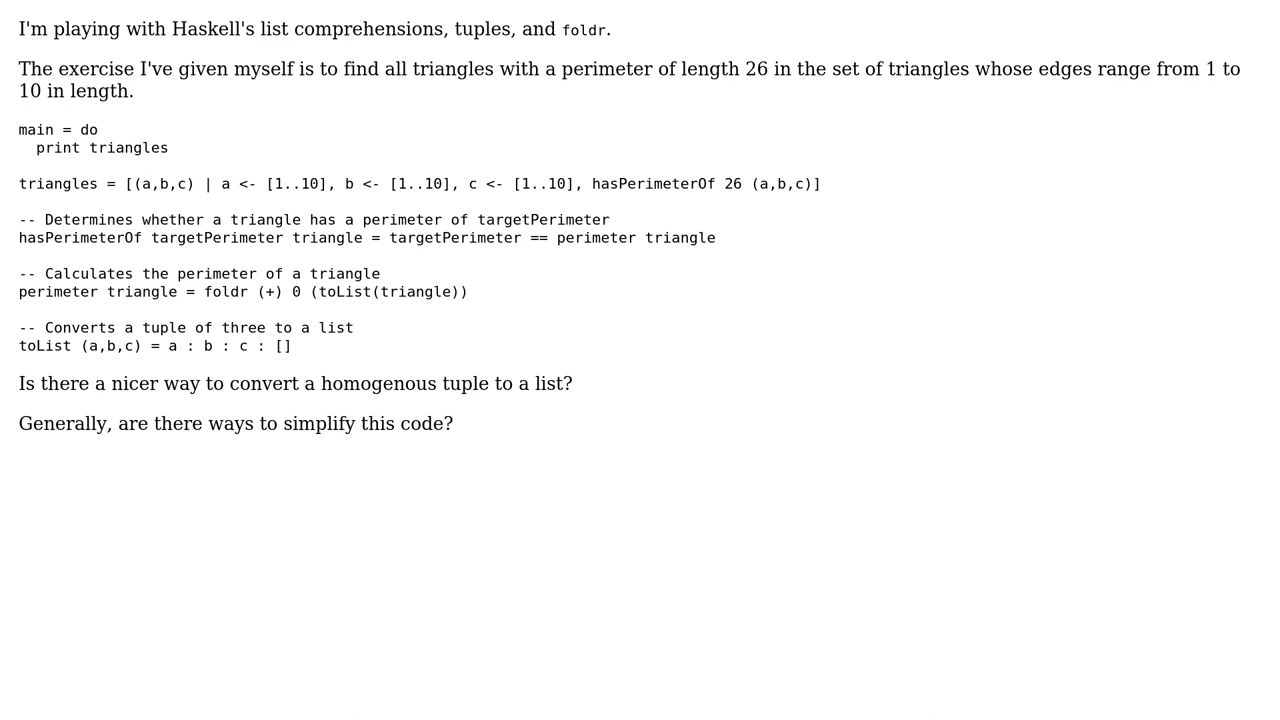 I'm playing with Haskell's list comprehensions, tuples, and foldr.
The exercise I've given myself is to find all triangles with a perimeter of length 26 in the set of triangles whose edges range from 1 to
10 in length.
main = do
  print triangles
triangles = [(a,b,c) | a <- [1..10], b <- [1..10], c <- [1..10], hasPerimeterOf 26 (a,b,c)]
-- Determines whether a triangle has a perimeter of targetPerimeter
hasPerimeterOf targetPerimeter triangle = targetPerimeter == perimeter triangle
-- Calculates the perimeter of a triangle
perimeter triangle = foldr (+) 0 (toList(triangle))
-- Converts a tuple of three to a list
toList (a,b,c) = a : b : c : []
Is there a nicer way to convert a homogenous tuple to a list?
Generally, are there ways to simplify this code?